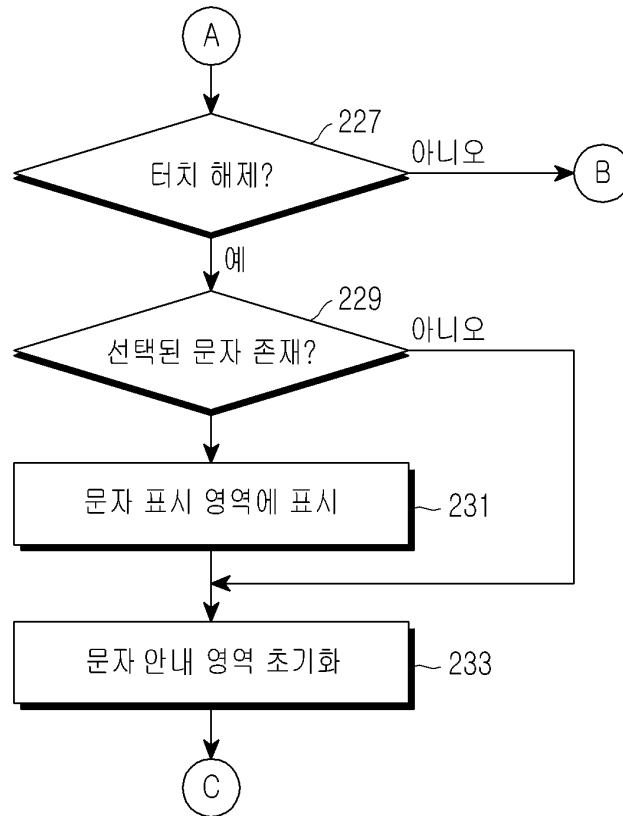 A
227
터치 해제?
아니오
B
예
229
선택된 문자 존재?
아니오
문자 표시 영역에 표시
231
문자 안내 영역 초기화
233
C